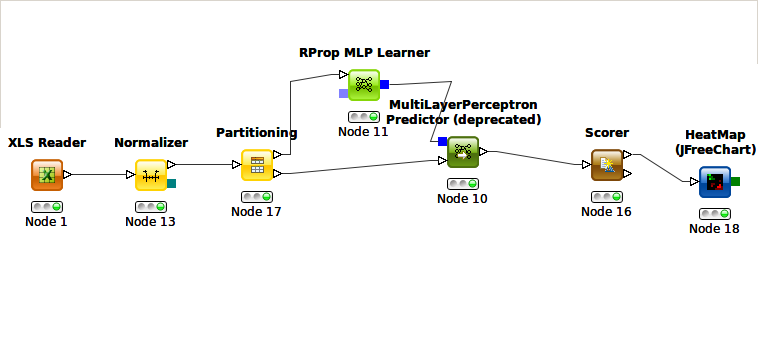 RProp MLP Learner
Node 11
MultiLayerPerceptron
Predictor (deprecated)
XLS Reader
Node 1
Normalizer
Node 13
Partitioning
Node 17
Node 10
Scorer
Node 16
HeatMap
(JFreeChart)
Node 18